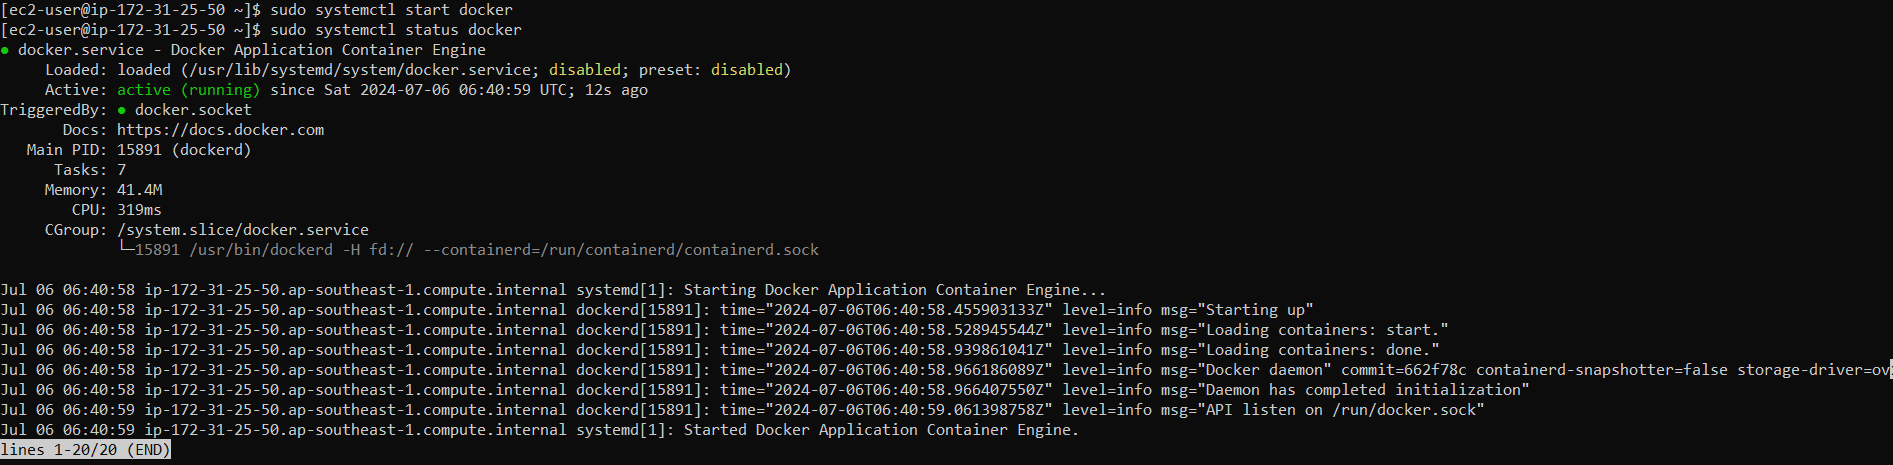 [ec2-user@ip-172-31-25-50 ~]$ sudo systemctl start docker
[ec2-user@ip-172-31-25-50 ~]$ sudo systemctl status docker
● docker.service - Docker Application Container Engine
     Loaded: loaded (/usr/lib/systemd/system/docker.service; disabled; preset: disabled)
     Active: active (running) since Sat 2024-07-06 06:40:59 UTC; 12s ago
TriggeredBy: ● docker.socket
       Docs: https://docs.docker.com
   Main PID: 15891 (dockerd)
      Tasks: 7
     Memory: 41.4M
        CPU: 319ms
     CGroup: /system.slice/docker.service
             └─15891 /usr/bin/dockerd -H fd:// --containerd=/run/containerd/containerd.sock
Jul 06 06:40:58 ip-172-31-25-50.ap-southeast-1.compute.internal systemd[1]: Starting Docker Application Container Engine...
Jul 06 06:40:58 ip-172-31-25-50.ap-southeast-1.compute.internal dockerd[15891]: time="2024-07-06T06:40:58.455903133Z" level=info msg="Starting up"
Jul 06 06:40:58 ip-172-31-25-50.ap-southeast-1.compute.internal dockerd[15891]: time="2024-07-06T06:40:58.528945544Z" level=info msg="Loading containers: start."
Jul 06 06:40:58 ip-172-31-25-50.ap-southeast-1.compute.internal dockerd[15891]: time="2024-07-06T06:40:58.939861041Z" level=info msg="Loading containers: done."
Jul 06 06:40:58 ip-172-31-25-50.ap-southeast-1.compute.internal dockerd[15891]: time="2024-07-06T06:40:58.966186089Z" level=info msg="Docker daemon" commit=662f78c containerd-snapshotter=false storage-driver=ov>
Jul 06 06:40:58 ip-172-31-25-50.ap-southeast-1.compute.internal dockerd[15891]: time="2024-07-06T06:40:58.966407550Z" level=info msg="Daemon has completed initialization"
Jul 06 06:40:59 ip-172-31-25-50.ap-southeast-1.compute.internal dockerd[15891]: time="2024-07-06T06:40:59.061398758Z" level=info msg="API listen on /run/docker.sock"
Jul 06 06:40:59 ip-172-31-25-50.ap-southeast-1.compute.internal systemd[1]: Started Docker Application Container Engine.
lines 1-20/20 (END)